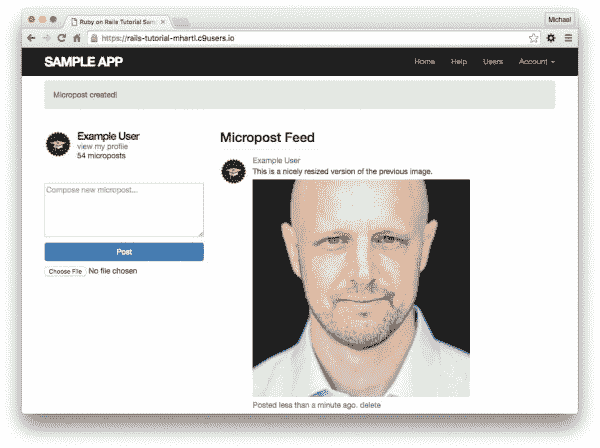 Ruby on Rails Tutorial Sam
Michael
https://rails-tutorial-mhartl.c9users.io
SAMPLE APP
Home
Help
Users
Account
Micropost created!
Example User
view my profile
54 microposts
Compose new micropost...
Post
Choose File No file chosen
Micropost Feed
Example User
This is a nicely resized version of the previous image.
Posted less than a minute ago. delete